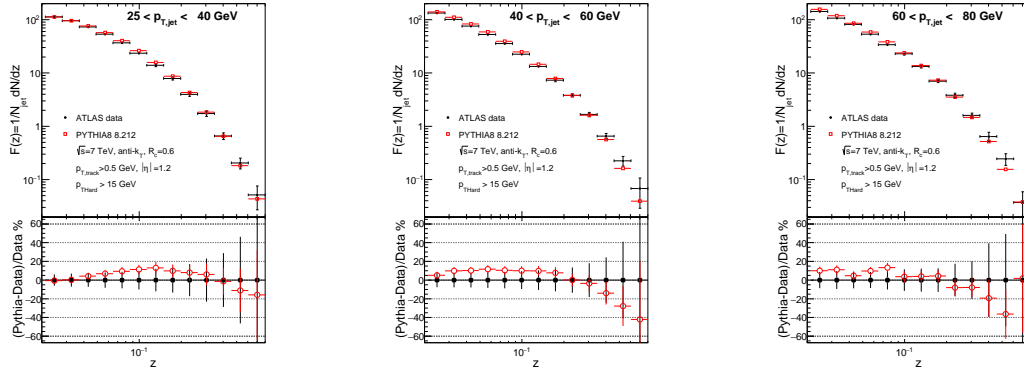 25 < p_T,jet < 40 GeV
F(z)=1/N_jet dN/dz
10²
10
1
10⁻¹
ATLAS data
PYTHIA8 8.212
√s=7 TeV, anti-k_T, R_c=0.6
p_T,track>0.5 GeV, |η|=1.2
p_THard > 15 GeV
(Pythia-Data)/Data %
60
40
20
0
−20
−40
−60
10⁻¹
z
40 < p_T,jet < 60 GeV
F(z)=1/N_jet dN/dz
10²
10
1
10⁻¹
ATLAS data
PYTHIA8 8.212
√s=7 TeV, anti-k_T, R_c=0.6
p_T,track>0.5 GeV, |η|=1.2
p_THard > 15 GeV
(Pythia-Data)/Data %
60
40
20
0
−20
−40
−60
10⁻¹
z
60 < p_T,jet < 80 GeV
F(z)=1/N_jet dN/dz
10²
10
1
10⁻¹
ATLAS data
PYTHIA8 8.212
√s=7 TeV, anti-k_T, R_c=0.6
p_T,track>0.5 GeV, |η|=1.2
p_THard > 15 GeV
(Pythia-Data)/Data %
60
40
20
0
−20
−40
−60
10⁻¹
z